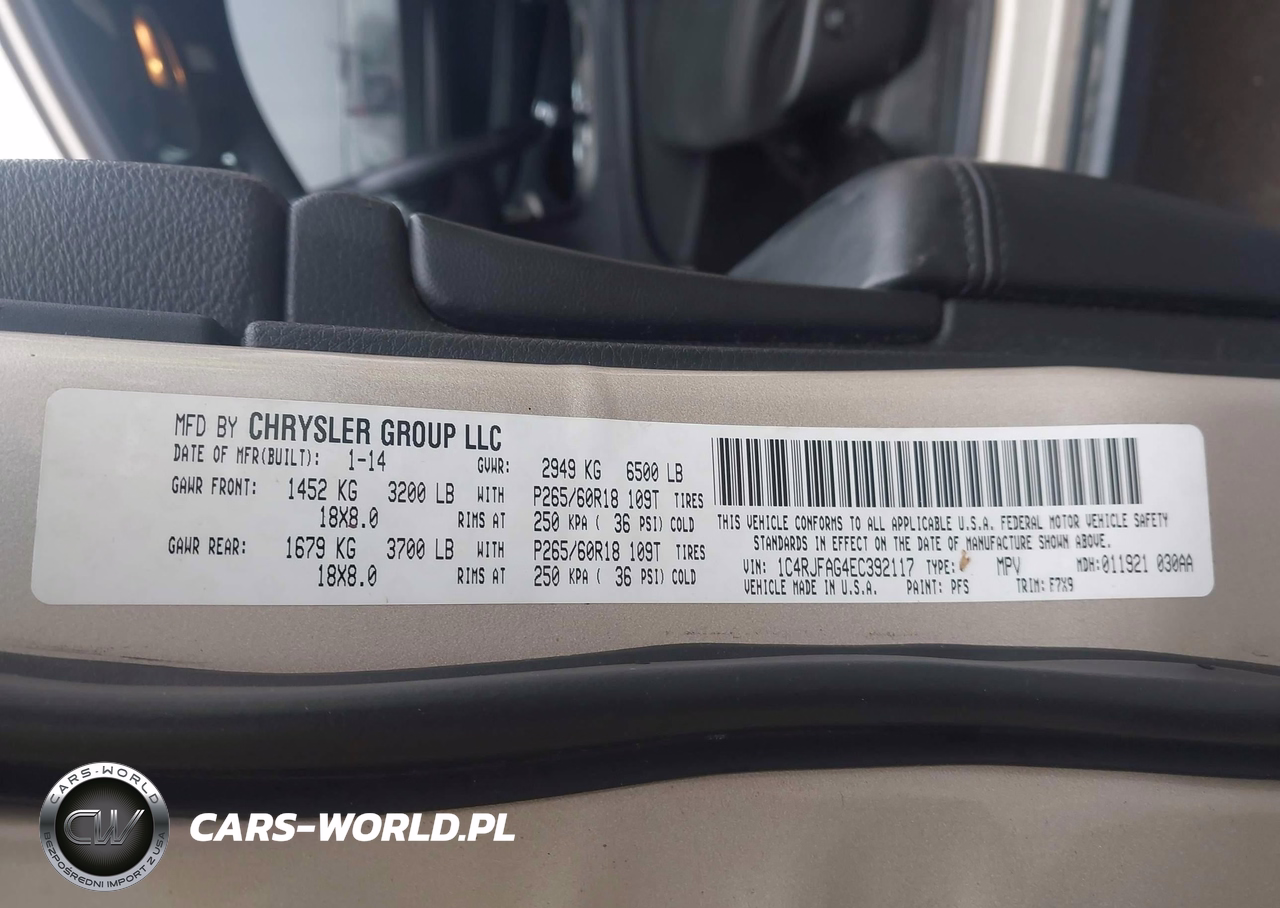 MFD BY CHRYSLER GROUP LLC
DATE OF MFR(BUILT): 1-14 GVWR: 2949 KG 6500 LB
GAWR FRONT: 1452 KG 3200 LB WITH P265/60R18 109T TIRES
18X8.0 RIMS AT 250 KPA ( 36 PSI) COLD
GAWR REAR: 1679 KG 3700 LB WITH P265/60R18 109T TIRES
18X8.0 RIMS AT 250 KPA ( 36 PSI) COLD
THIS VEHICLE CONFORMS TO ALL APPLICABLE U.S.A. FEDERAL MOTOR VEHICLE SAFETY
STANDARDS IN EFFECT ON THE DATE OF MANUFACTURE SHOWN ABOVE.
VIN: 1C4RJFAG4EC392117 TYPE: MPV MDH: 011921 030AA
VEHICLE MADE IN U.S.A. PAINT: PFS TRIM: F7X9
CARS-WORLD
CW
BEZPOŚREDNI IMPORT Z USA
CARS-WORLD.PL